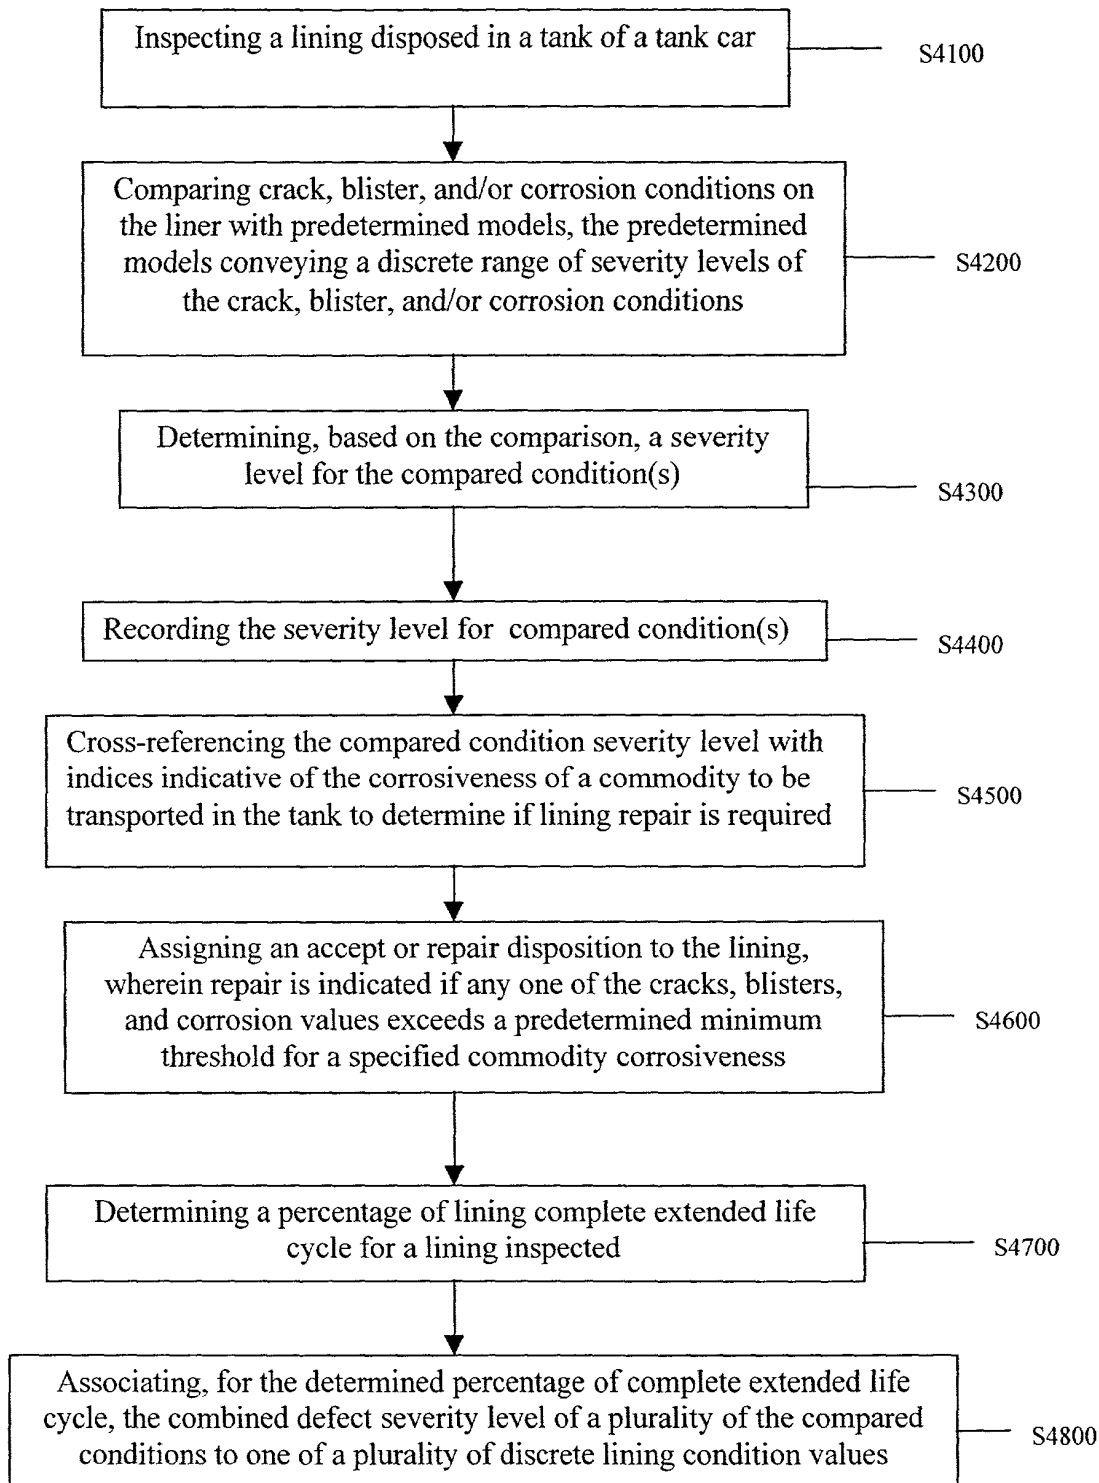 Inspecting a lining disposed in a tank of a tank car
S4100
Comparing crack, blister, and/or corrosion conditions on
the liner with predetermined models, the predetermined
models conveying a discrete range of severity levels of
the crack, blister, and/or corrosion conditions
S4200
Determining, based on the comparison, a severity
level for the compared condition(s)
S4300
Recording the severity level for compared condition(s)
S4400
Cross-referencing the compared condition severity level with
indices indicative of the corrosiveness of a commodity to be
transported in the tank to determine if lining repair is required
S4500
Assigning an accept or repair disposition to the lining,
wherein repair is indicated if any one of the cracks, blisters,
and corrosion values exceeds a predetermined minimum
threshold for a specified commodity corrosiveness
S4600
Determining a percentage of lining complete extended life
cycle for a lining inspected
S4700
Associating, for the determined percentage of complete extended life
cycle, the combined defect severity level of a plurality of the compared
conditions to one of a plurality of discrete lining condition values
S4800